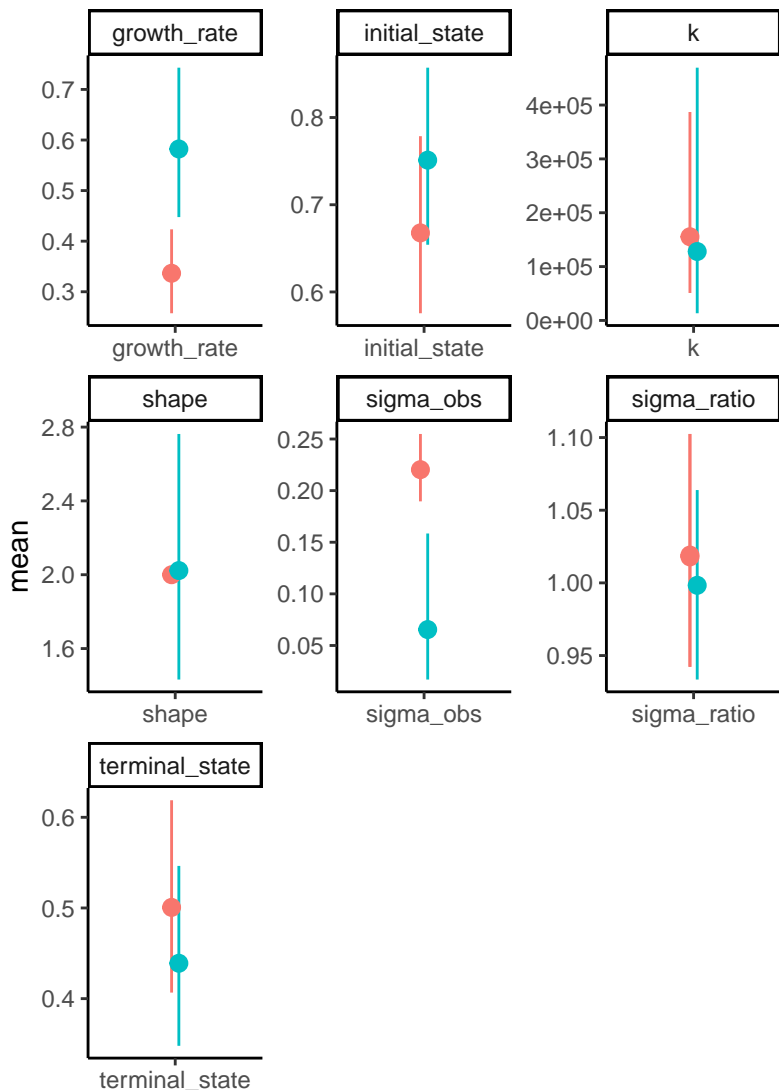 growth_rate
initial_state
k
0.7
0.6
0.5
0.4
0.3
0.8
0.7
0.6
4e+05
3e+05
2e+05
1e+05
0e+00
growth_rate
initial_state
k
shape
sigma_obs
sigma_ratio
2.8
2.4
2.0
1.6
0.25
0.20
0.15
0.10
0.05
1.10
1.05
1.00
0.95
mean
shape
sigma_obs
sigma_ratio
terminal_state
0.6
0.5
0.4
terminal_state